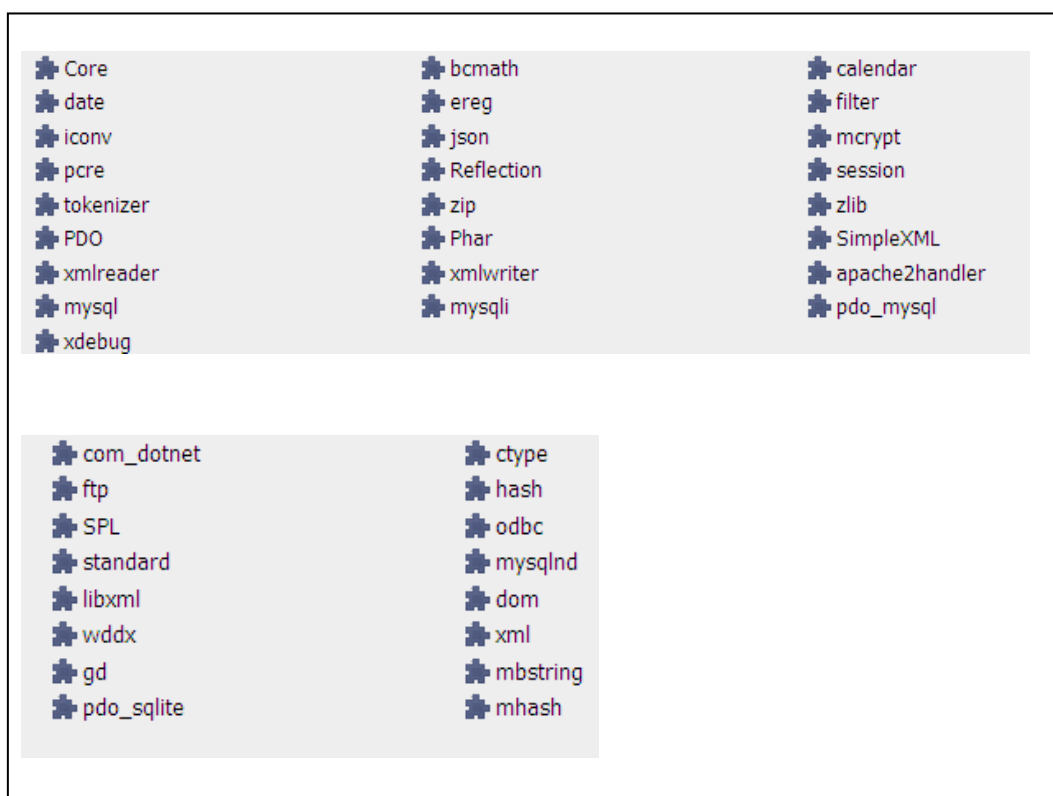 Core bcmath calendar
date ereg filter
iconv json mcrypt
pcre Reflection session
tokenizer zip zlib
PDO Phar SimpleXML
xmlreader xmlwriter apache2handler
mysql mysqli pdo_mysql
xdebug
com_dotnet ctype
ftp hash
SPL odbc
standard mysqlnd
libxml dom
wddx xml
gd mbstring
pdo_sqlite mhash